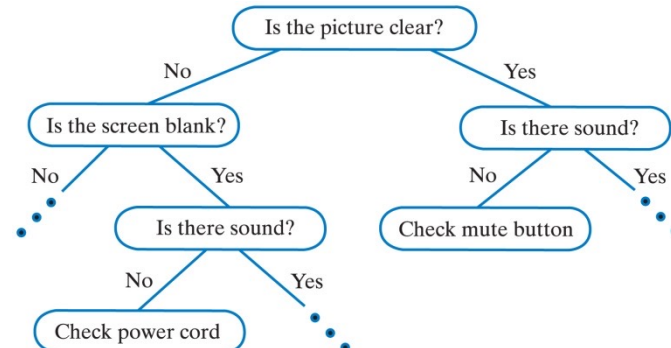 Is the picture clear?
No Yes
Is the screen blank? Is there sound?
No Yes No Yes
Is there sound? Check mute button
No Yes
Check power cord